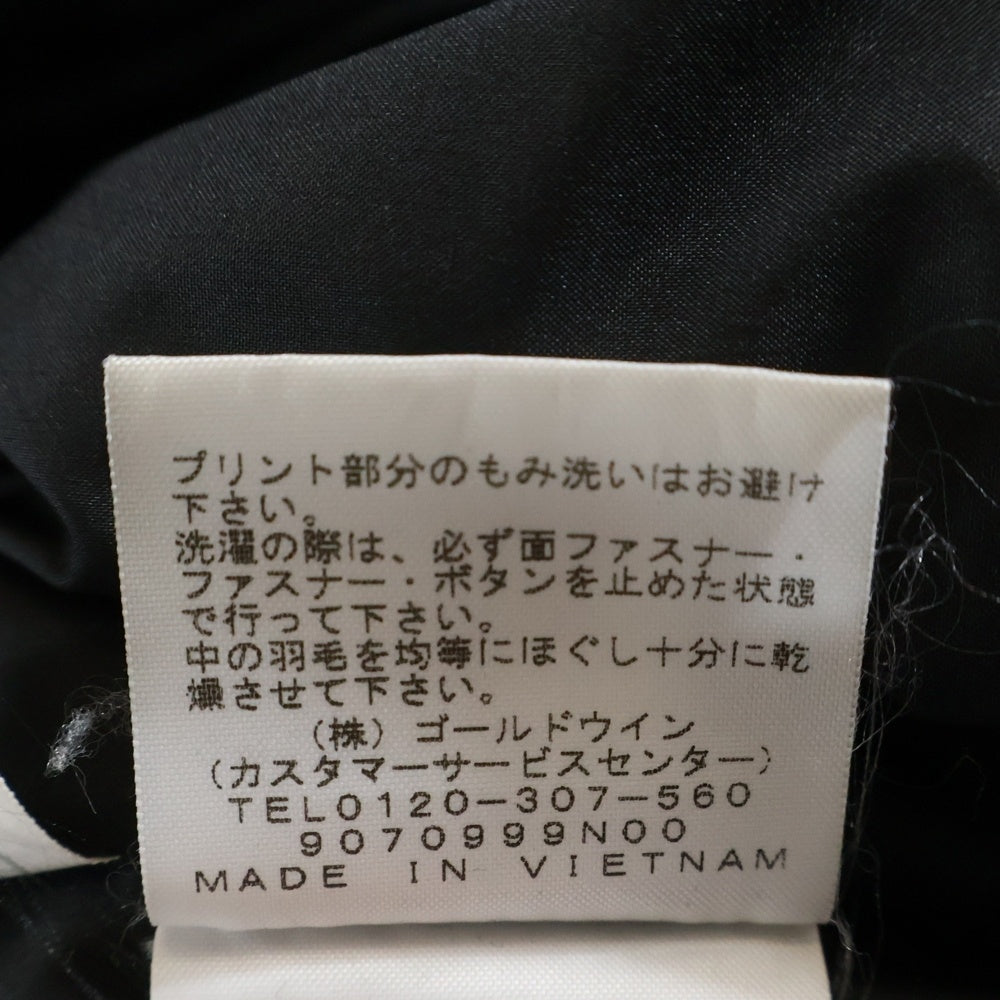 プリント部分のもみ洗いはお避け
下さい。
洗濯の際は、必ず面ファスナー・
ファスナー・ボタンを止めた状態
で行って下さい。
中の羽毛を均等にほぐし十分に乾
燥させて下さい。
(株)ゴールドウイン
(カスタマーサービスセンター)
TEL0120-307-560
9070999N00
MADE IN VIETNAM